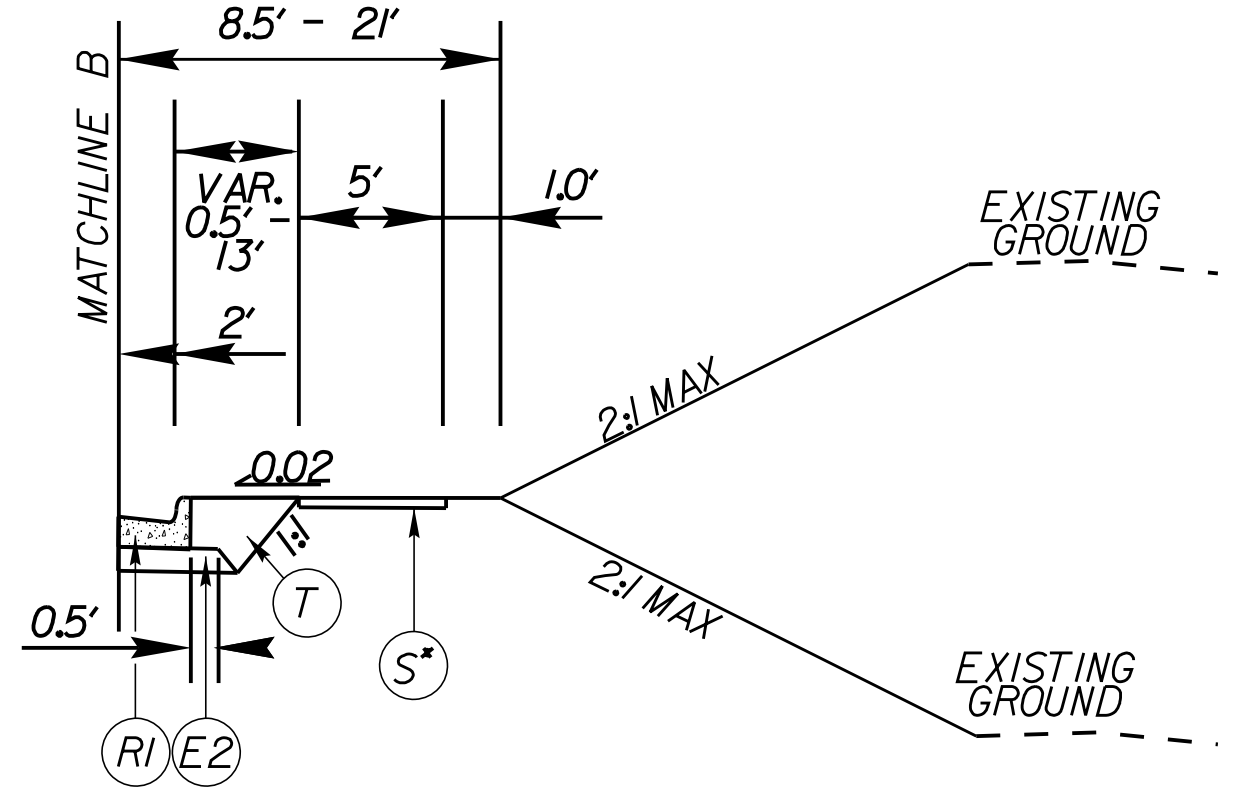 8.5' - 21'
MATCHLINE B
VAR.
0.5' -
13'
5'
1.0'
2'
EXISTING
GROUND
2:1 MAX
0.02
1:1
2:1 MAX
T
S*
0.5'
EXISTING
GROUND
R1
E2